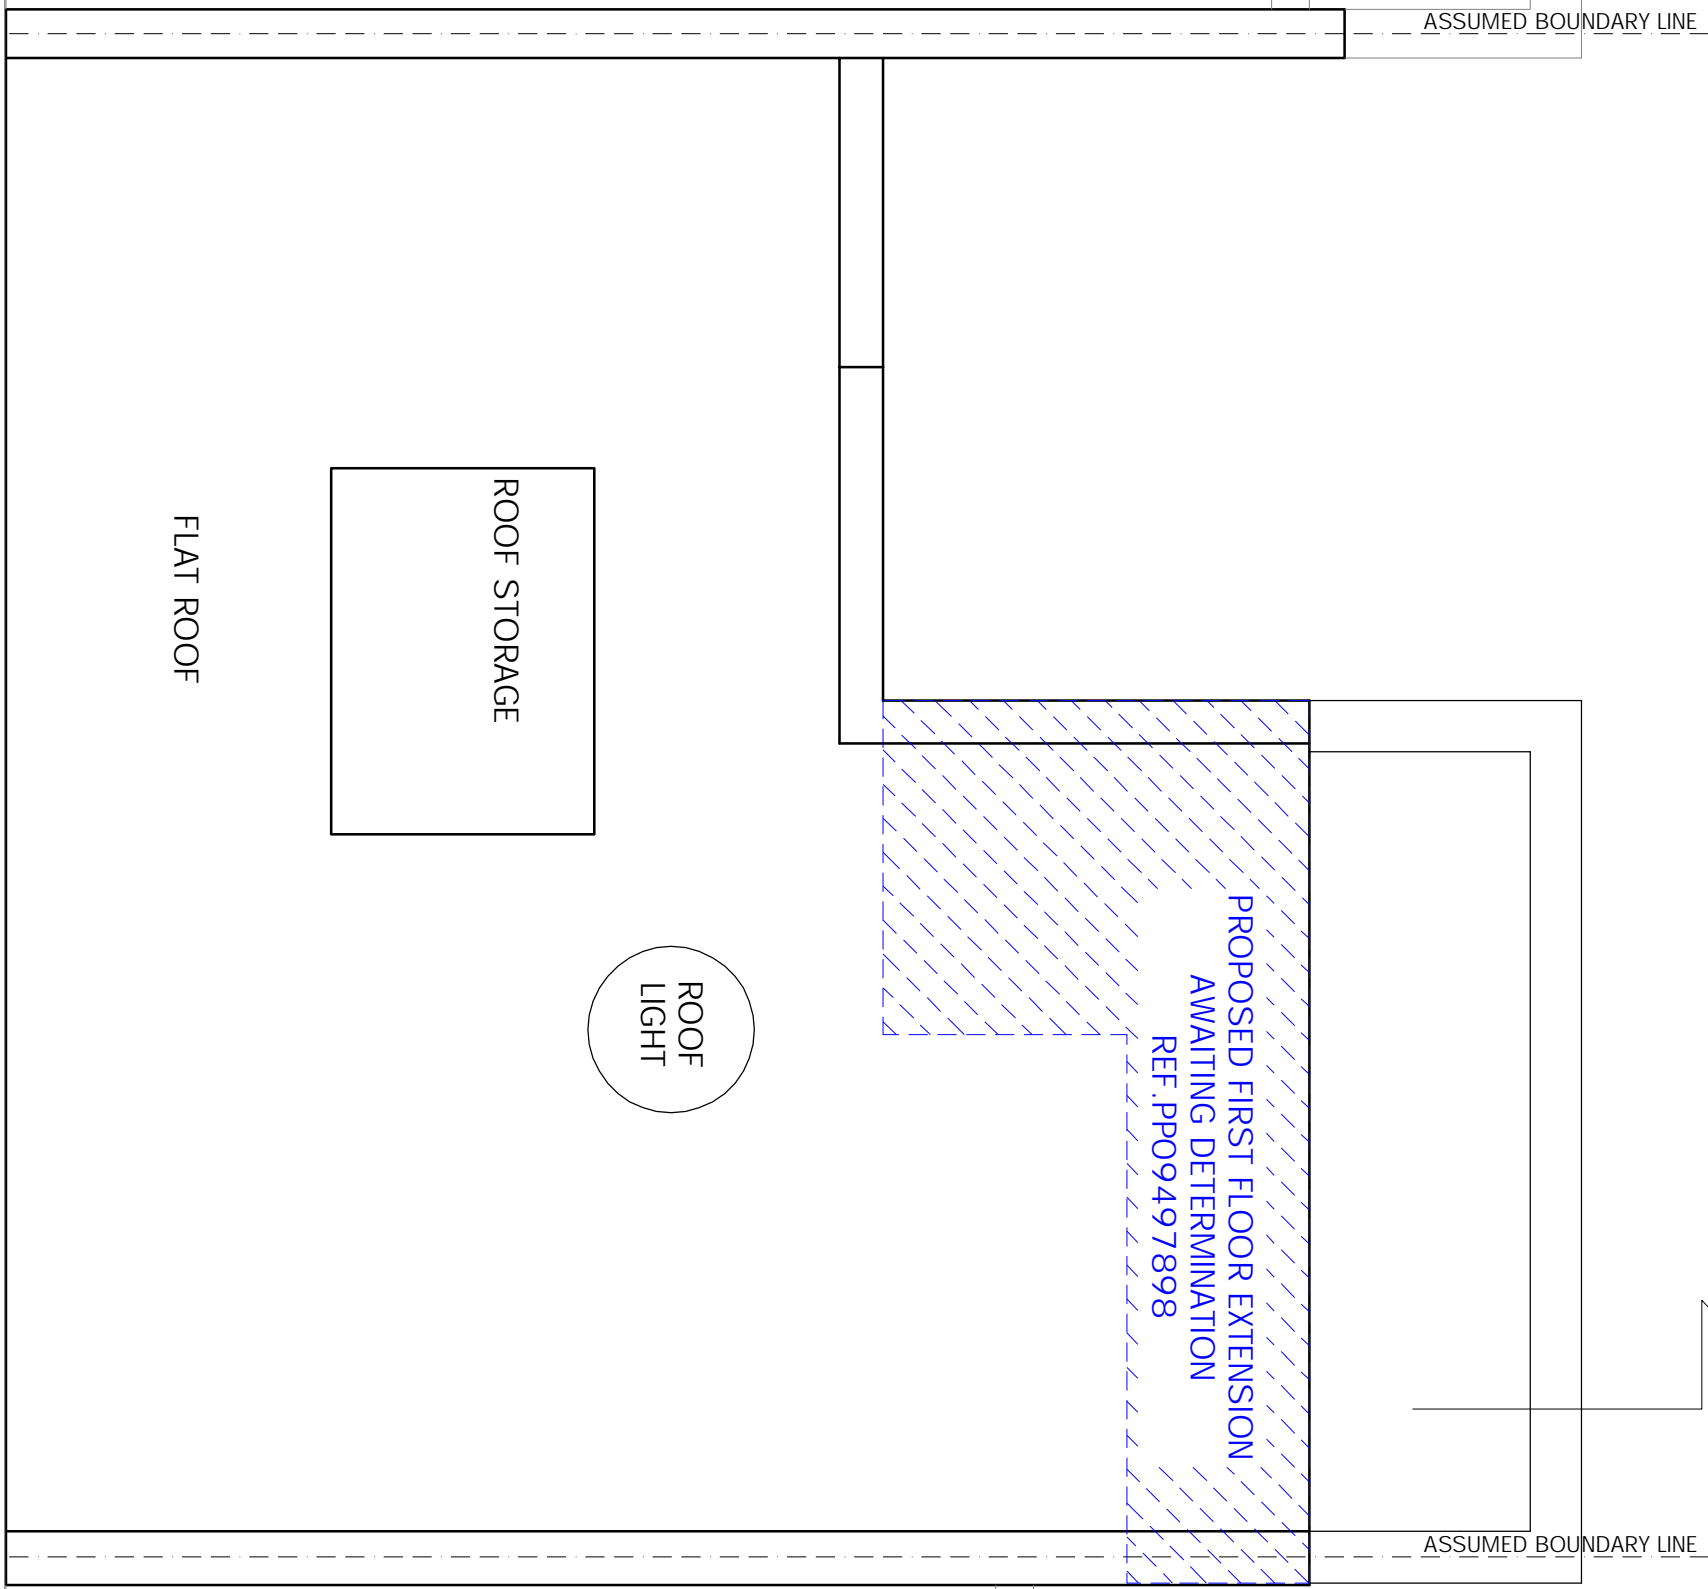 ASSUMED BOUNDARY LINE
ROOF STORAGE
FLAT ROOF
ROOF
LIGHT
PROPOSED FIRST FLOOR EXTENSION
AWAITING DETERMINATION
REF.PP09497898
ASSUMED BOUNDARY LINE